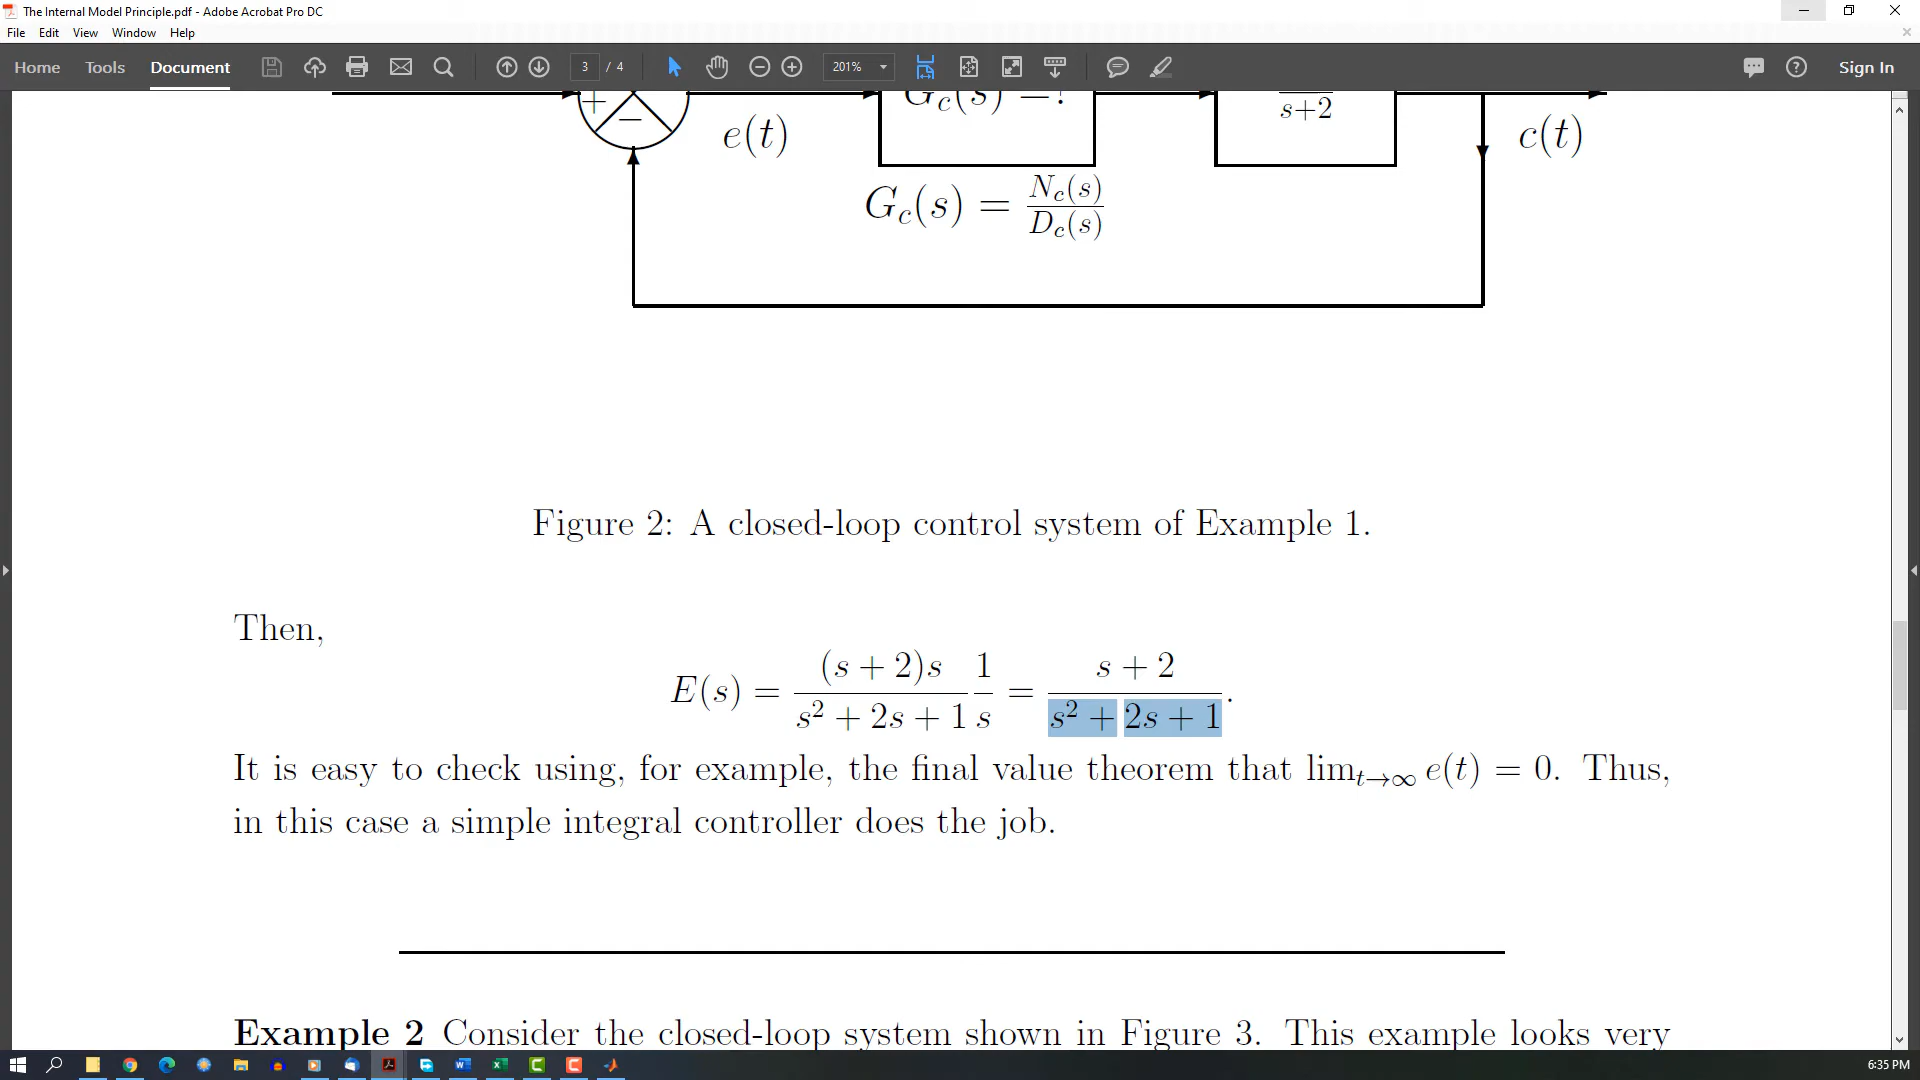 The Internal Model Principle.pdf - Adobe Acrobat Pro DC
File Edit View Window Help
Home Tools Document 3 / 4 201% Sign In
+ − e(t) G_c(s) =? s+2 c(t)
G_c(s) = N_c(s)/D_c(s)
Figure 2: A closed-loop control system of Example 1.
Then,
E(s) = (s + 2)s / (s² + 2s + 1) 1/s = (s + 2) / (s² + 2s + 1).
It is easy to check using, for example, the final value theorem that lim_{t→∞} e(t) = 0. Thus,
in this case a simple integral controller does the job.
Example 2 Consider the closed-loop system shown in Figure 3. This example looks very
6:35 PM